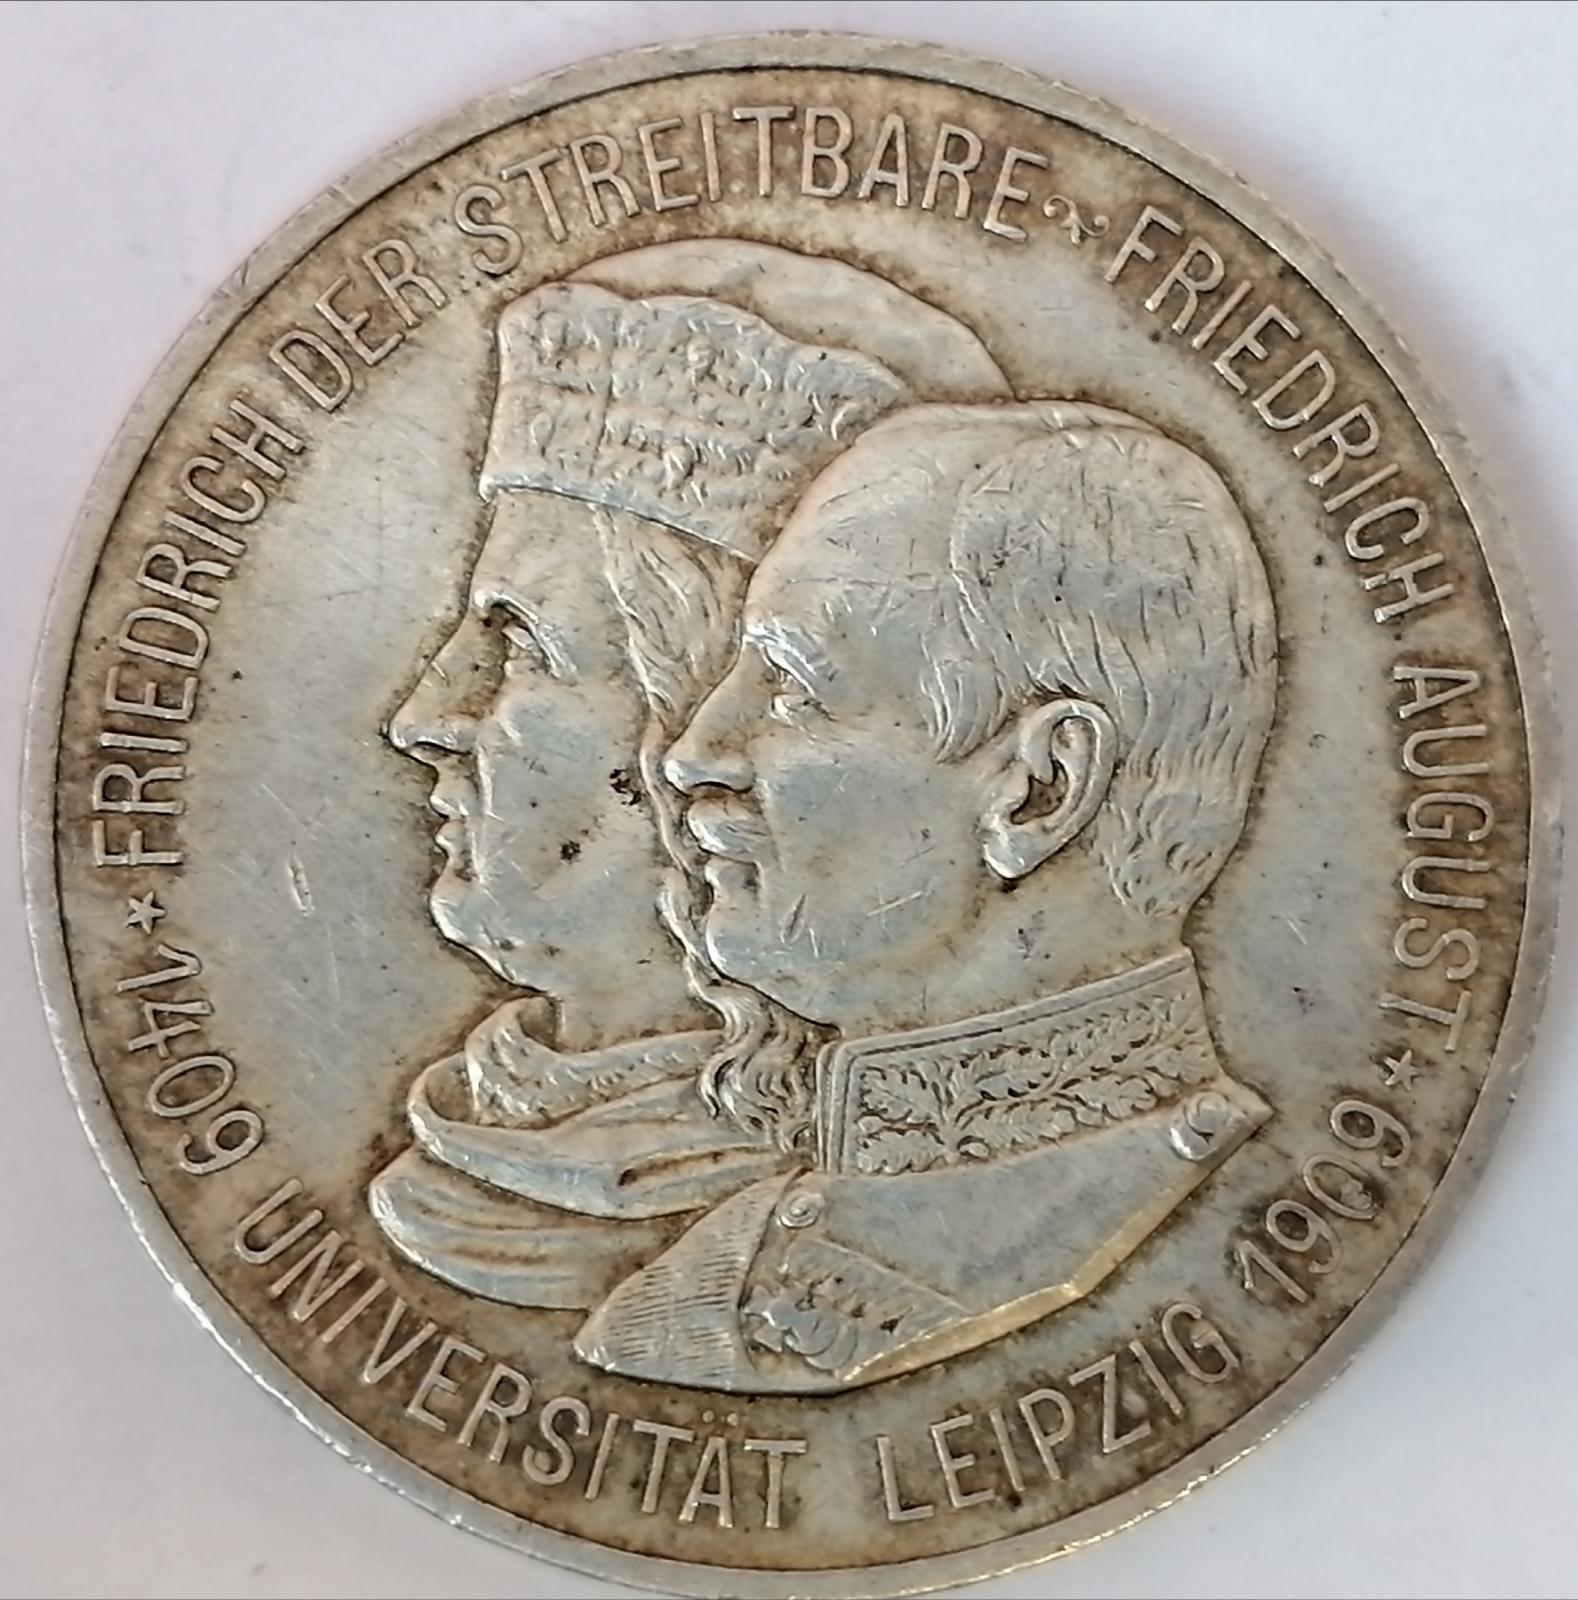 FRIEDRICH DER STREITBARE ~ FRIEDRICH AUGUST
* 1409 UNIVERSITÄT LEIPZIG 1909 *